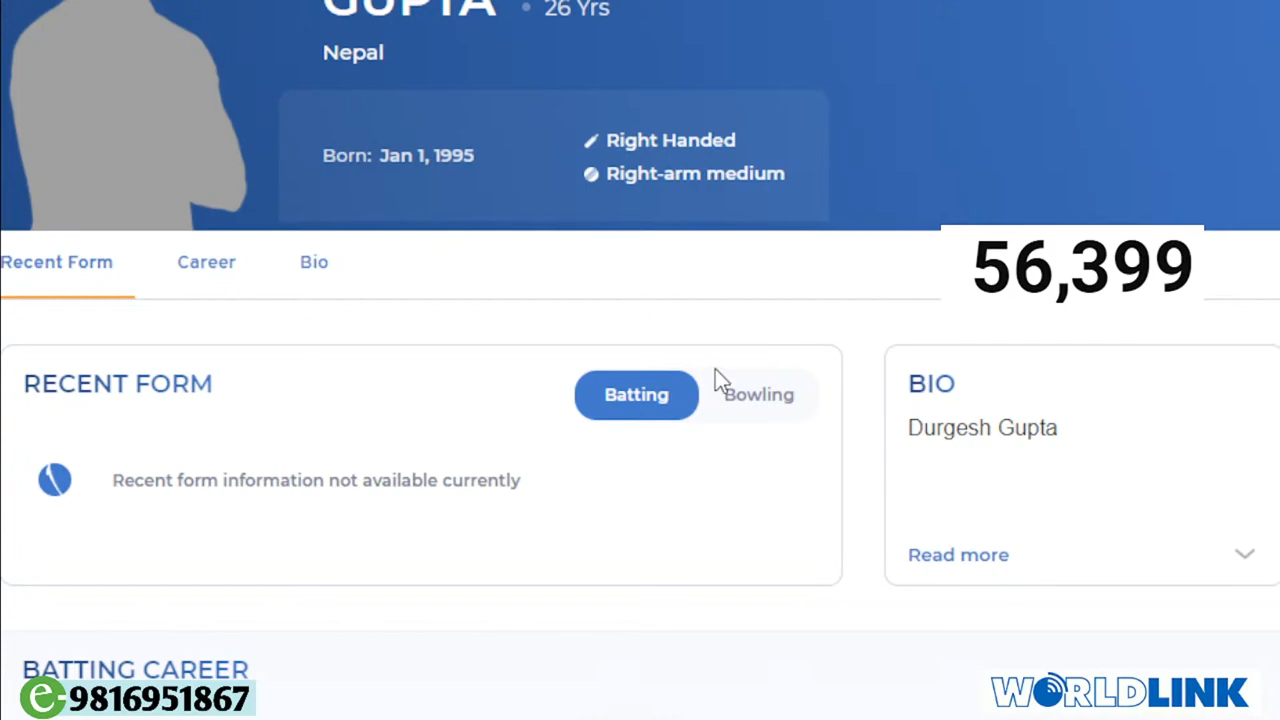 GUPTA • 26 Yrs
Nepal
Born: Jan 1, 1995
Right Handed
Right-arm medium
Recent Form Career Bio
56,399
RECENT FORM
Batting Bowling
Recent form information not available currently
BIO
Durgesh Gupta
Read more
BATTING CAREER
e-9816951867
WORLDLINK